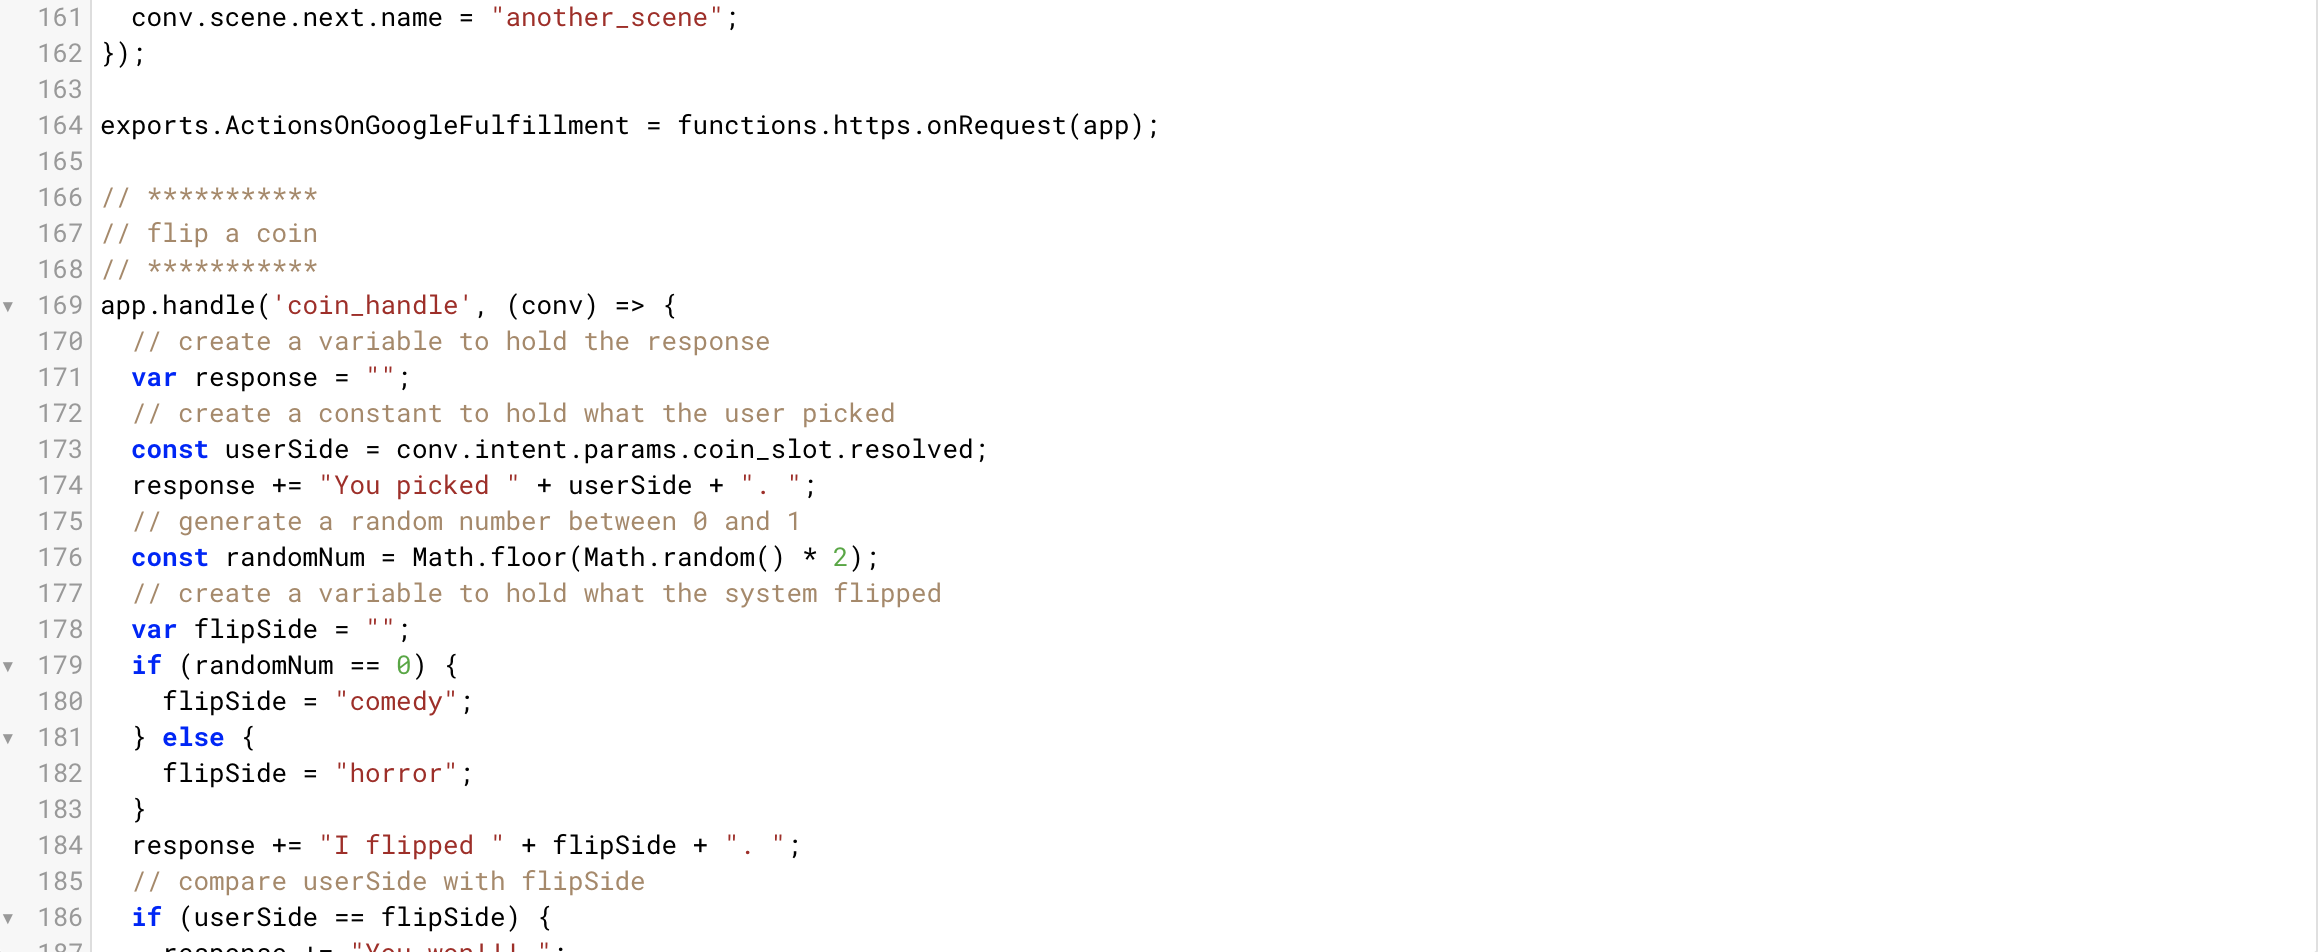 161 conv.scene.next.name = "another_scene";
162 });
163
164 exports.ActionsOnGoogleFulfillment = functions.https.onRequest(app);
165
166 // ***********
167 // flip a coin
168 // ***********
169 app.handle('coin_handle', (conv) => {
170 // create a variable to hold the response
171 var response = "";
172 // create a constant to hold what the user picked
173 const userSide = conv.intent.params.coin_slot.resolved;
174 response += "You picked " + userSide + ". ";
175 // generate a random number between 0 and 1
176 const randomNum = Math.floor(Math.random() * 2);
177 // create a variable to hold what the system flipped
178 var flipSide = "";
179 if (randomNum == 0) {
180 flipSide = "comedy";
181 } else {
182 flipSide = "horror";
183 }
184 response += "I flipped " + flipSide + ". ";
185 // compare userSide with flipSide
186 if (userSide == flipSide) {
187 response += "You won!!! ";